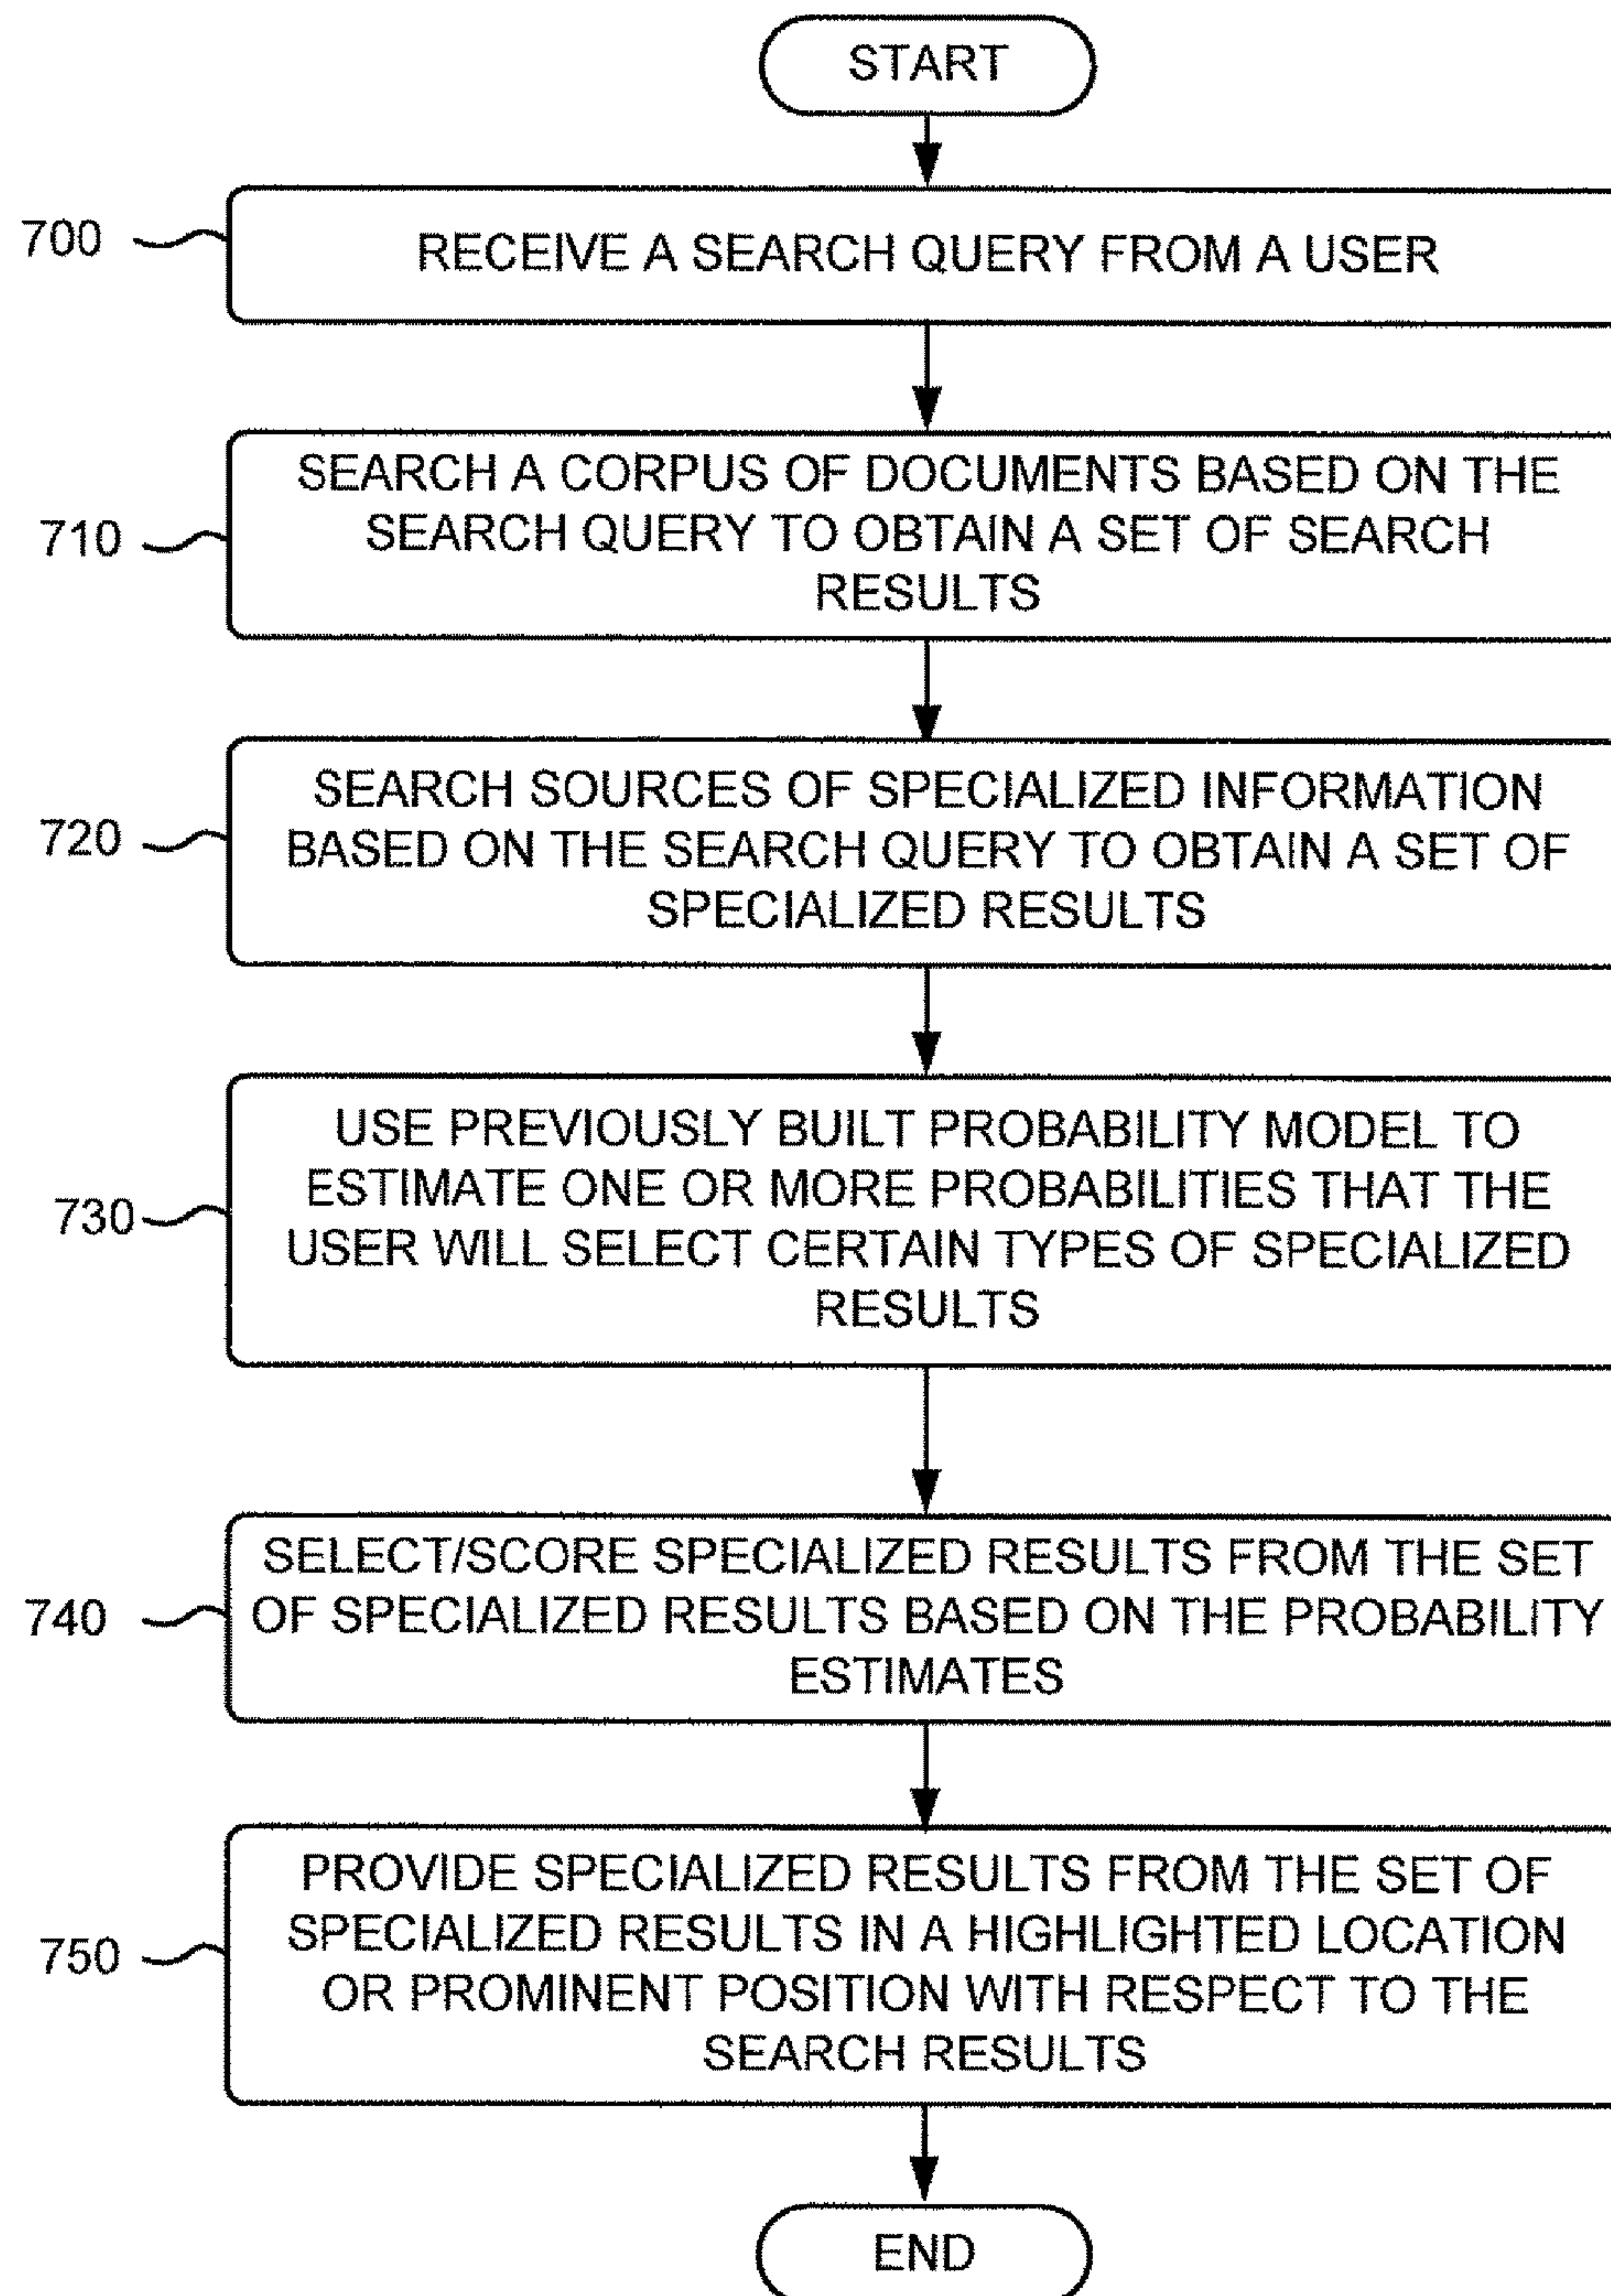 START
700
RECEIVE A SEARCH QUERY FROM A USER
710
SEARCH A CORPUS OF DOCUMENTS BASED ON THE
SEARCH QUERY TO OBTAIN A SET OF SEARCH
RESULTS
720
SEARCH SOURCES OF SPECIALIZED INFORMATION
BASED ON THE SEARCH QUERY TO OBTAIN A SET OF
SPECIALIZED RESULTS
730
USE PREVIOUSLY BUILT PROBABILITY MODEL TO
ESTIMATE ONE OR MORE PROBABILITIES THAT THE
USER WILL SELECT CERTAIN TYPES OF SPECIALIZED
RESULTS
740
SELECT/SCORE SPECIALIZED RESULTS FROM THE SET
OF SPECIALIZED RESULTS BASED ON THE PROBABILITY
ESTIMATES
750
PROVIDE SPECIALIZED RESULTS FROM THE SET OF
SPECIALIZED RESULTS IN A HIGHLIGHTED LOCATION
OR PROMINENT POSITION WITH RESPECT TO THE
SEARCH RESULTS
END